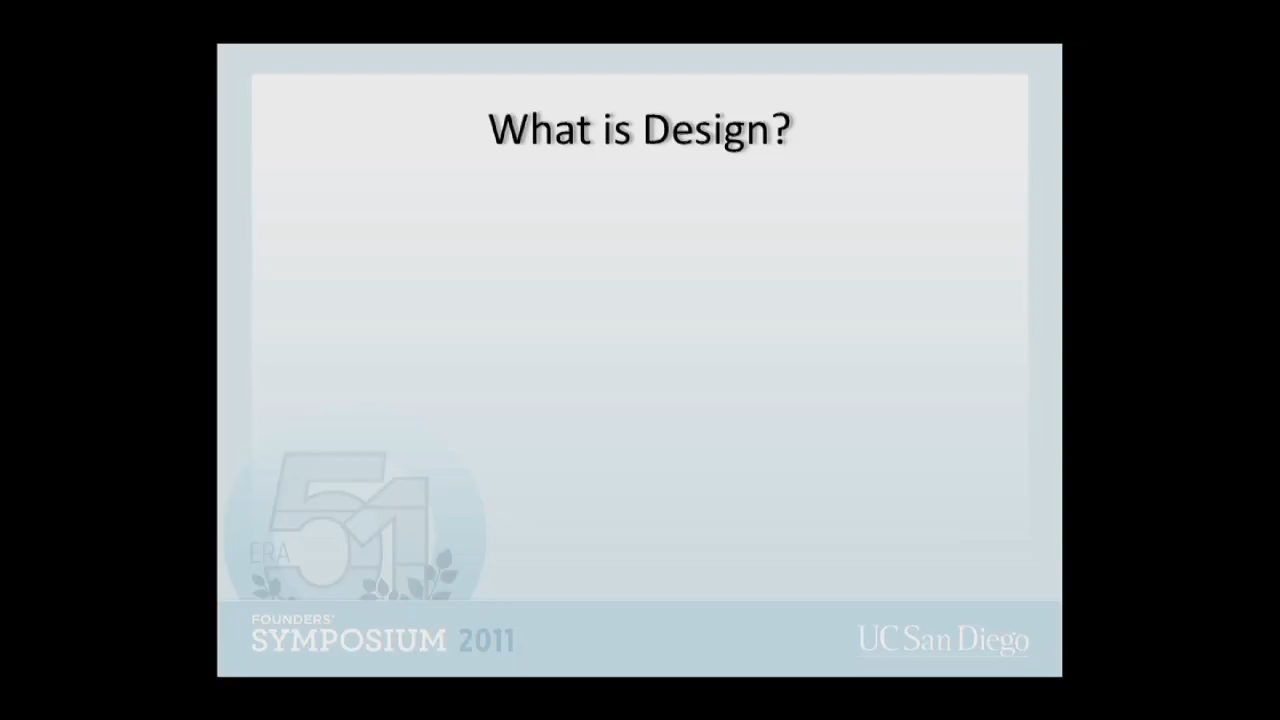 What is Design?
51
ERA
FOUNDERS'
SYMPOSIUM 2011
UC San Diego